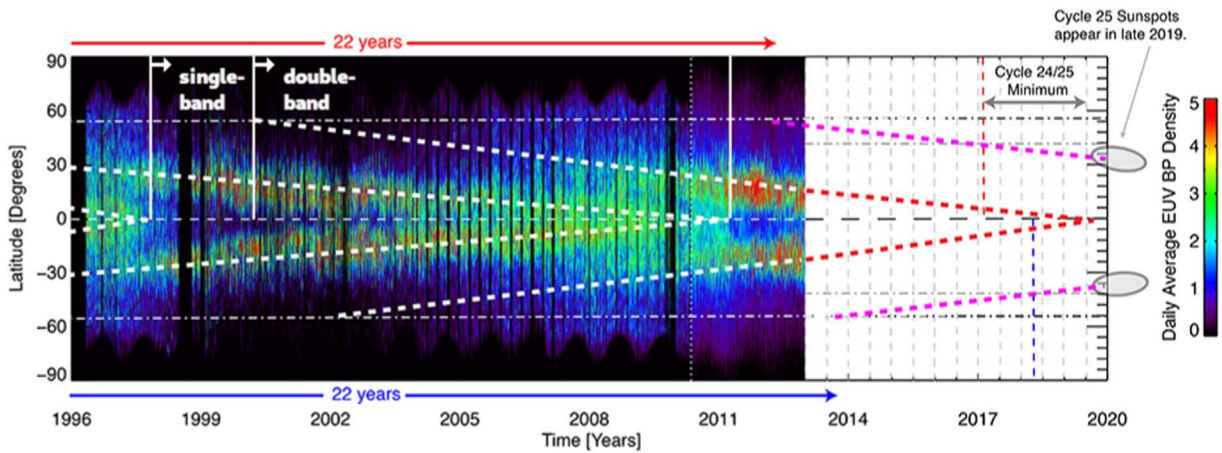 Cycle 25 Sunspots
appear in late 2019.
22 years
90
60
30
0
−30
−60
−90
Latitude [Degrees]
single-
band
double-
band
Cycle 24/25
Minimum
5
4
3
2
1
0
Daily Average EUV BP Density
22 years
1996
1999
2002
2005
2008
2011
2014
2017
2020
Time [Years]